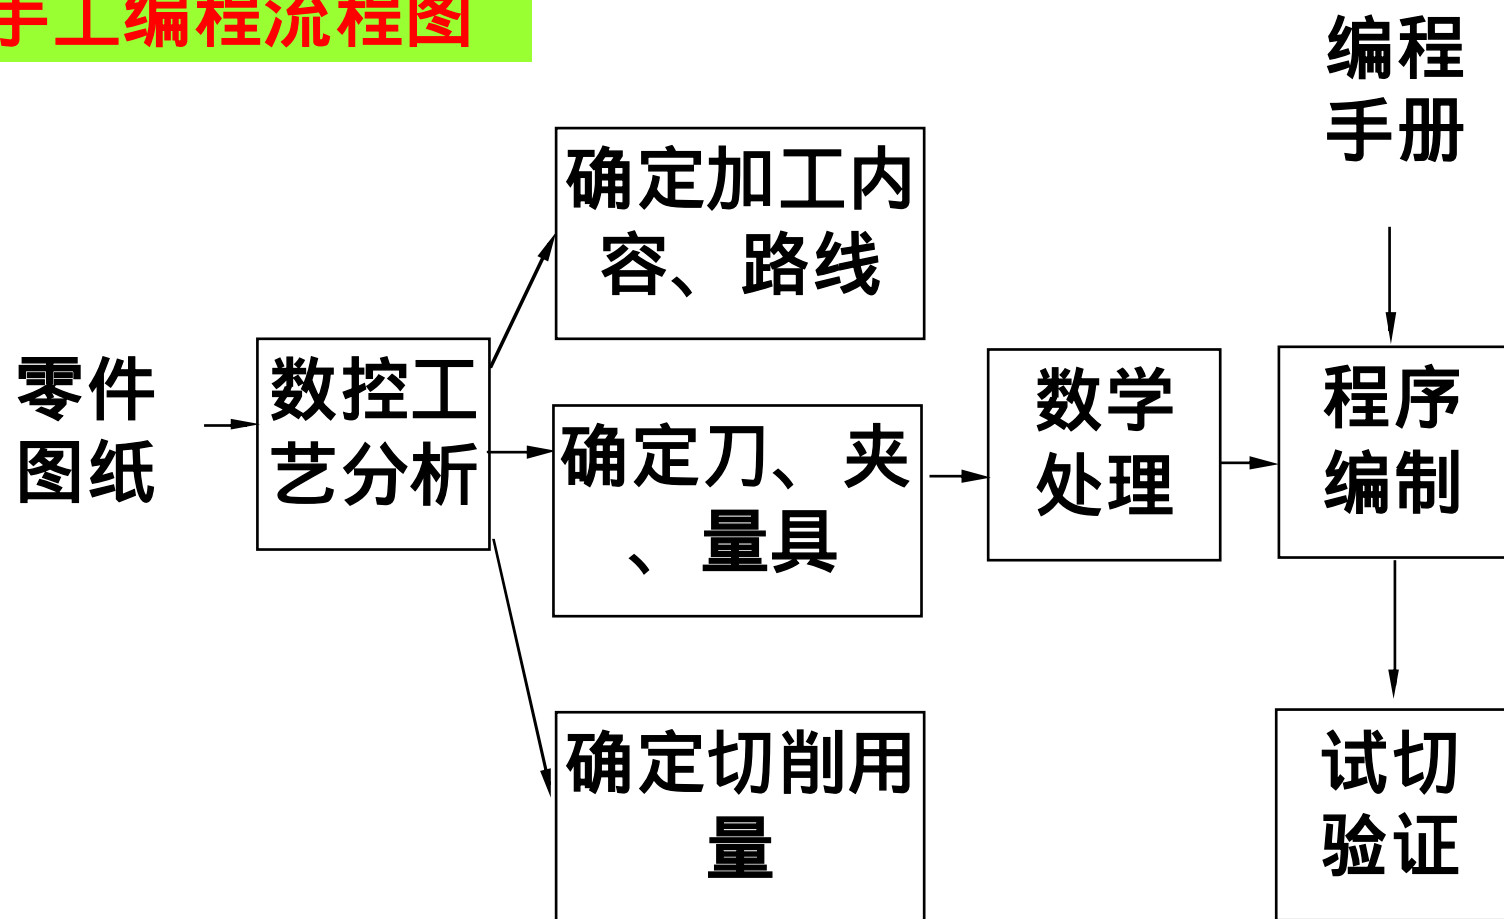 手工编程流程图
编程
手册
确定加工内
容、路线
零件
图纸
数控工
艺分析
确定刀、夹
、量具
数学
处理
程序
编制
确定切削用
量
试切
验证